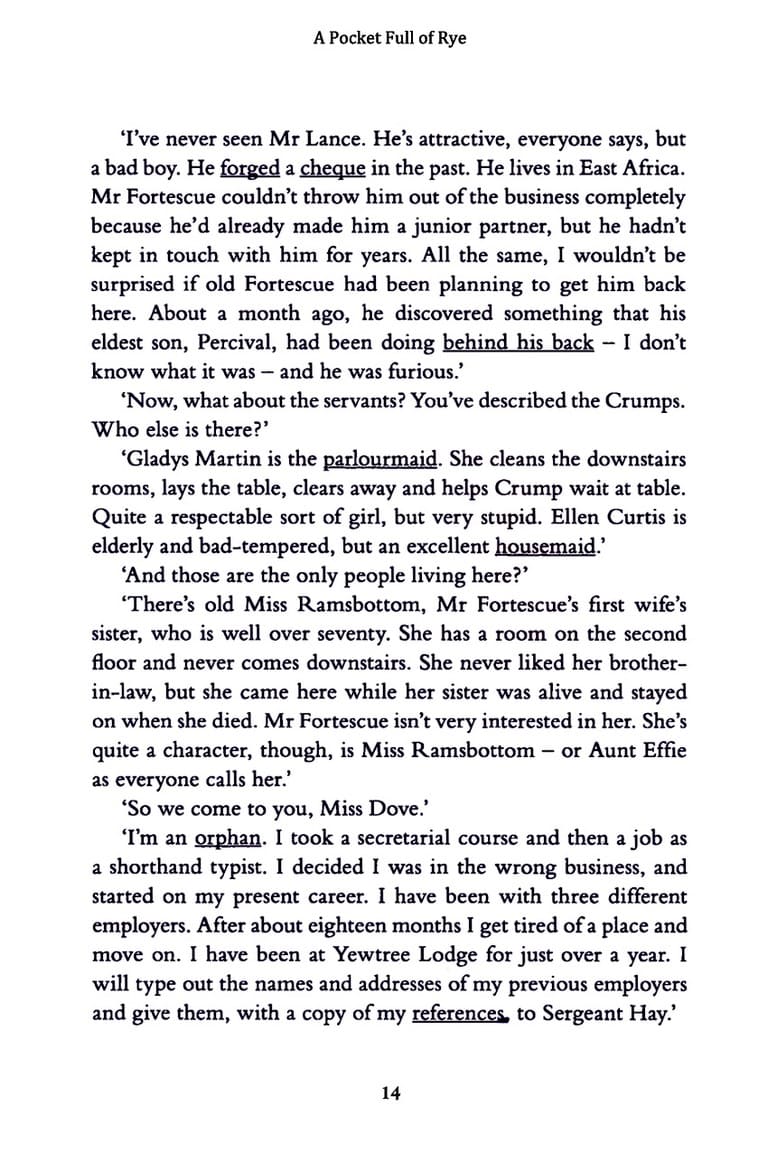 A Pocket Full of Rye
‘I’ve never seen Mr Lance. He’s attractive, everyone says, but
a bad boy. He forged a cheque in the past. He lives in East Africa.
Mr Fortescue couldn’t throw him out of the business completely
because he’d already made him a junior partner, but he hadn’t
kept in touch with him for years. All the same, I wouldn’t be
surprised if old Fortescue had been planning to get him back
here. About a month ago, he discovered something that his
eldest son, Percival, had been doing behind his back – I don’t
know what it was – and he was furious.’
‘Now, what about the servants? You’ve described the Crumps.
Who else is there?’
‘Gladys Martin is the parlourmaid. She cleans the downstairs
rooms, lays the table, clears away and helps Crump wait at table.
Quite a respectable sort of girl, but very stupid. Ellen Curtis is
elderly and bad-tempered, but an excellent housemaid.’
‘And those are the only people living here?’
‘There’s old Miss Ramsbottom, Mr Fortescue’s first wife’s
sister, who is well over seventy. She has a room on the second
floor and never comes downstairs. She never liked her brother-
in-law, but she came here while her sister was alive and stayed
on when she died. Mr Fortescue isn’t very interested in her. She’s
quite a character, though, is Miss Ramsbottom – or Aunt Effie
as everyone calls her.’
‘So we come to you, Miss Dove.’
‘I’m an orphan. I took a secretarial course and then a job as
a shorthand typist. I decided I was in the wrong business, and
started on my present career. I have been with three different
employers. After about eighteen months I get tired of a place and
move on. I have been at Yewtree Lodge for just over a year. I
will type out the names and addresses of my previous employers
and give them, with a copy of my references, to Sergeant Hay.’
14